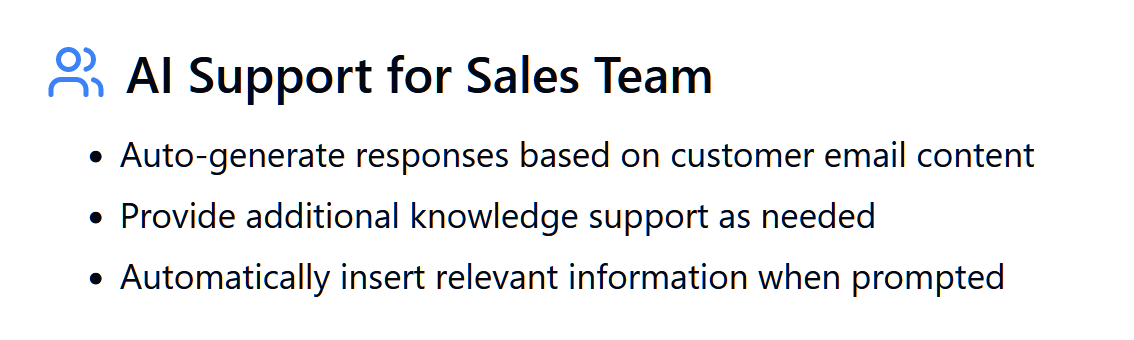 AI Support for Sales Team
Auto-generate responses based on customer email content
Provide additional knowledge support as needed
Automatically insert relevant information when prompted